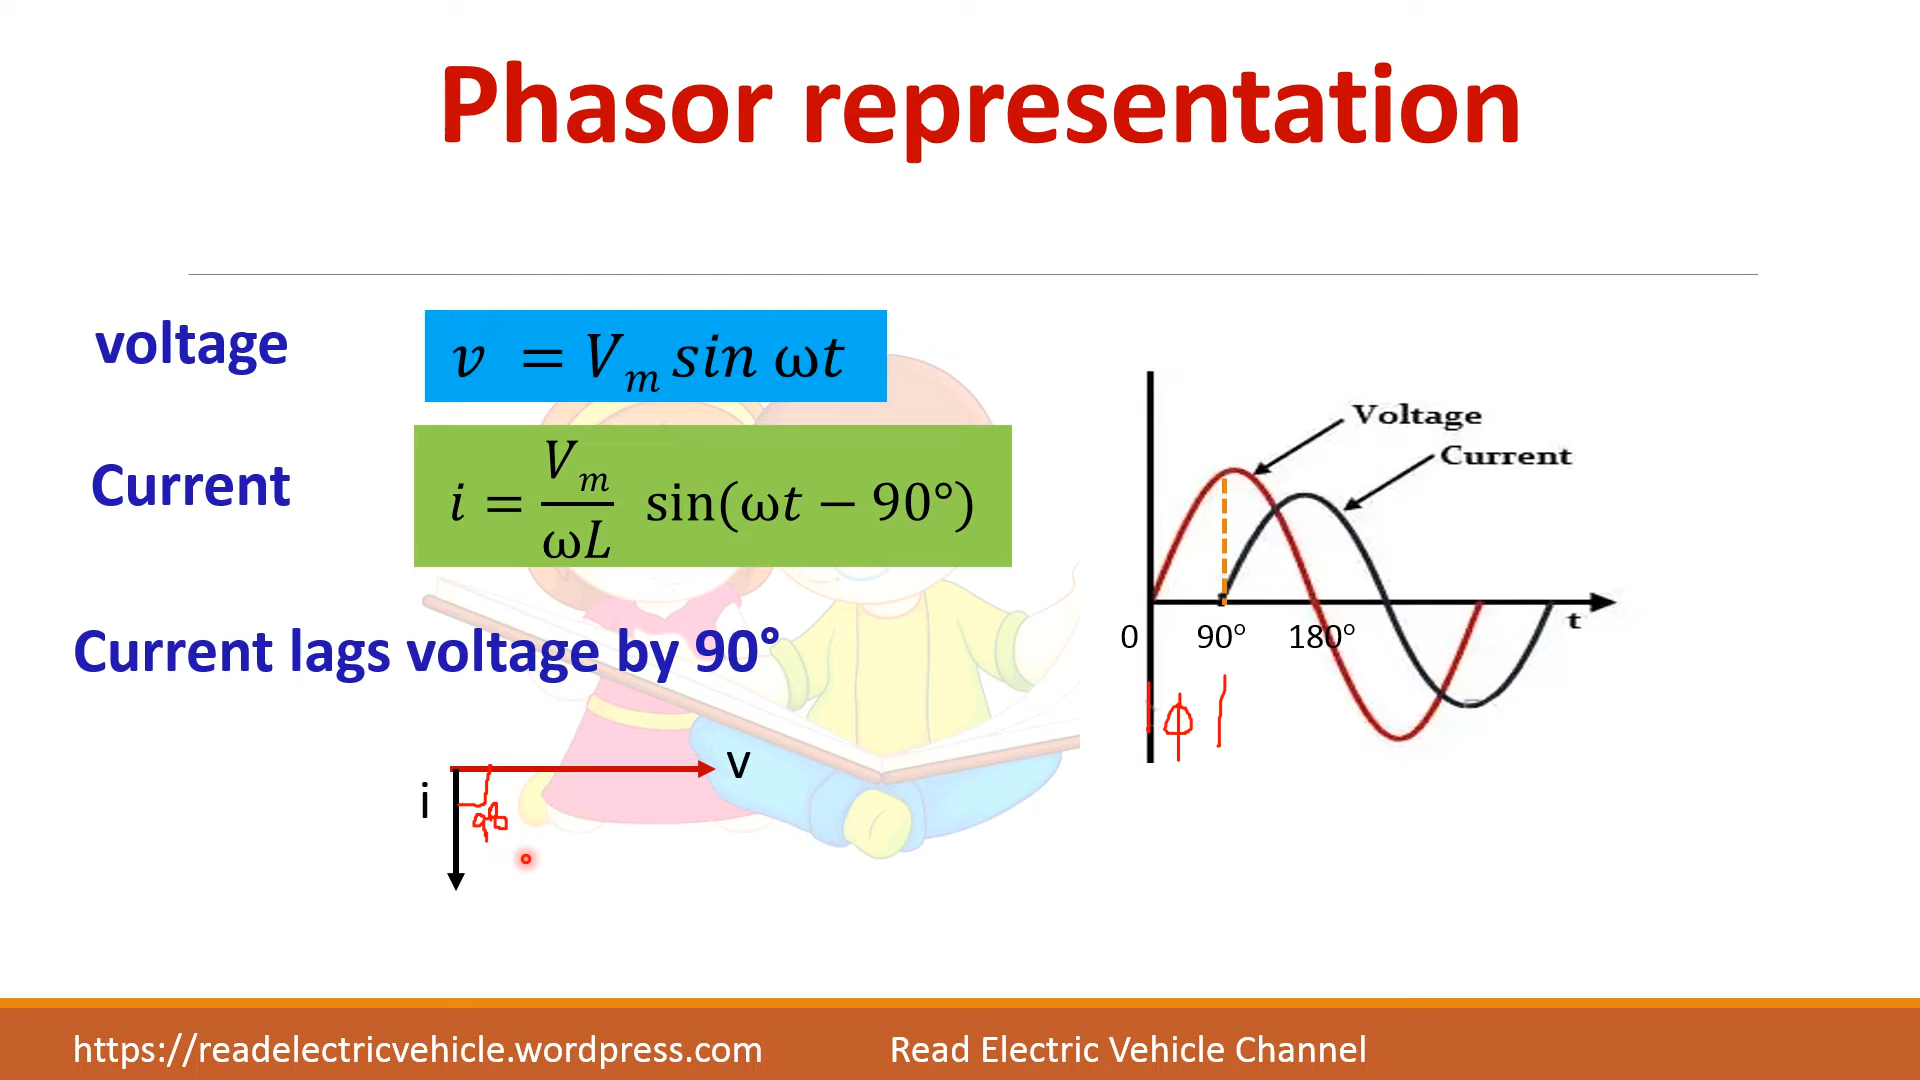 Phasor representation
voltage
v = Vₘ sin ωt
Current
i = Vₘ/ωL sin(ωt − 90°)
Current lags voltage by 90°
v
i
90
Voltage
Current
t
0 90° 180°
ϕ
https://readelectricvehicle.wordpress.com
Read Electric Vehicle Channel